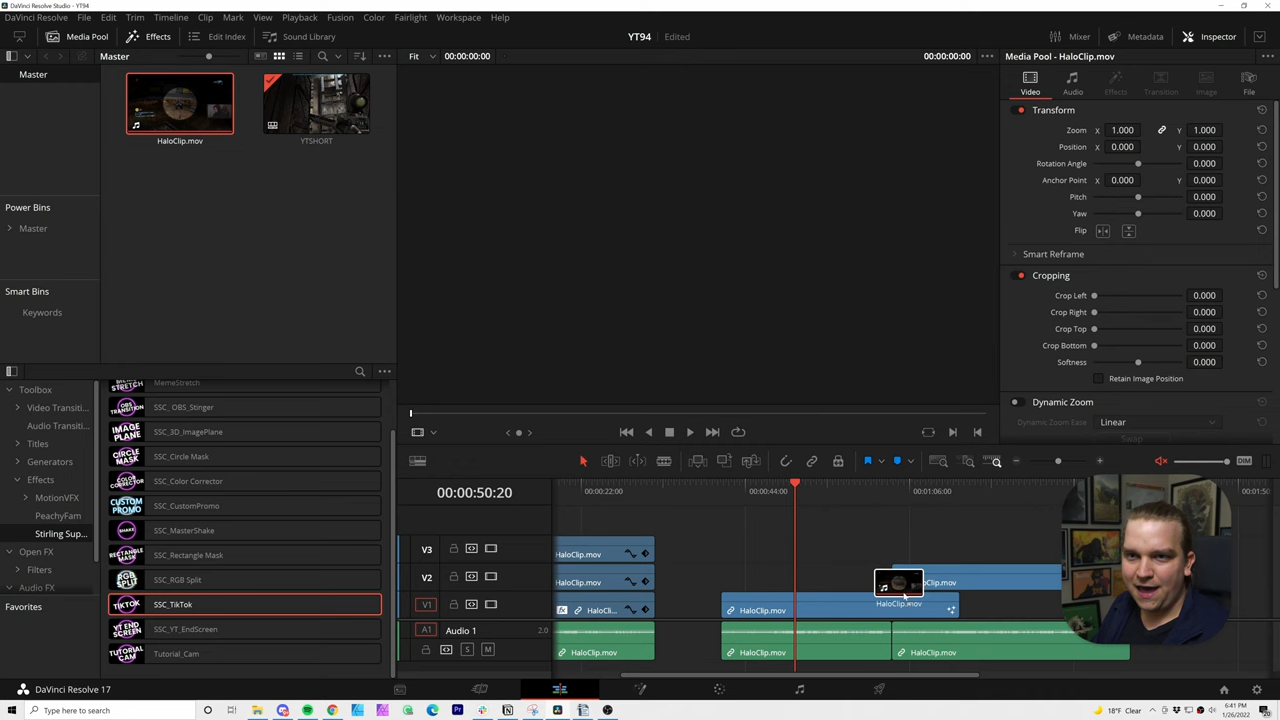 DaVinci Resolve Studio - YT94
DaVinci Resolve File Edit Trim Timeline Clip Mark View Playback Fusion Color Fairlight Workspace Help
Media Pool Effects Edit Index Sound Library YT94 Edited Mixer Metadata Inspector
Master Fit 00:00:00:00 00:00:00:00 Media Pool - HaloClip.mov
Master
HaloClip.mov YTSHORT
Power Bins
Master
Smart Bins
Keywords
Video Audio Effects Transition Image File
Transform
Zoom X 1.000 Y 1.000
Position X 0.000 Y 0.000
Rotation Angle 0.000
Anchor Point X 0.000 Y 0.000
Pitch 0.000
Yaw 0.000
Flip
Smart Reframe
Cropping
Crop Left 0.000
Crop Right 0.000
Crop Top 0.000
Crop Bottom 0.000
Softness 0.000
Retain Image Position
Dynamic Zoom
Dynamic Zoom Ease Linear
Swap
Toolbox
Video Transiti...
Audio Transiti...
Titles
Generators
Effects
MotionVFX
PeachyFam
Stirling Sup...
Open FX
Filters
Audio FX
Favorites
MemeStretch
SSC_ OBS_Stinger
SSC_3D_ImagePlane
SSC_Circle Mask
SSC_Color Corrector
SSC_CustomPromo
SSC_MasterShake
SSC_Rectangle Mask
SSC_RGB Split
SSC_TikTok
SSC_YT_EndScreen
Tutorial_Cam
DIM
00:00:50:20 00:00:22:00 00:00:44:00 00:01:06:00 00:01:50
V3 HaloClip.mov
V2 HaloClip.mov oClip.mov
V1 HaloCli... HaloClip.mov HaloClip.mov
A1 Audio 1 2.0
S M HaloClip.mov HaloClip.mov HaloClip.mov
DaVinci Resolve 17
Type here to search 18°F Clear 6:41 PM
1/26/2022